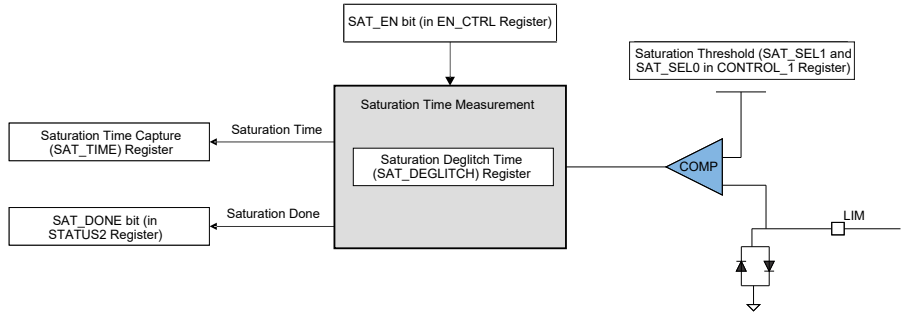 SAT_EN bit (in EN_CTRL Register)
Saturation Threshold (SAT_SEL1 and
SAT_SEL0 in CONTROL_1 Register)
Saturation Time Measurement
Saturation Time Capture
(SAT_TIME) Register
Saturation Time
Saturation Deglitch Time
(SAT_DEGLITCH) Register
COMP
SAT_DONE bit (in
STATUS2 Register)
Saturation Done
LIM